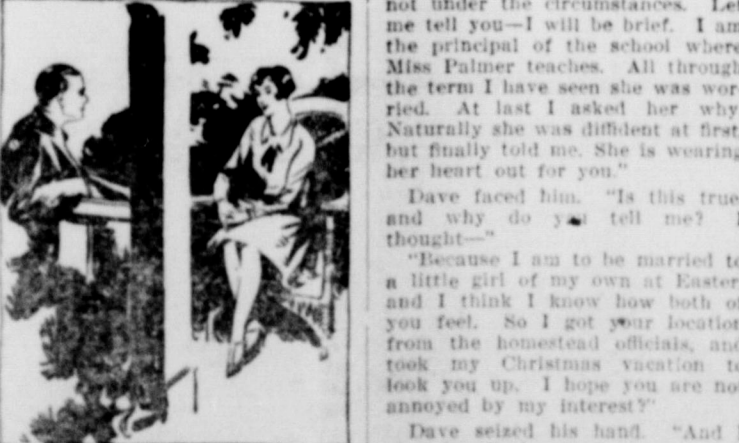 not under the circumstances. Let
me tell you—I will be brief. I am
the principal of the school where
Miss Palmer teaches. All through
the term I have seen she was wor-
ried. At last I asked her why.
Naturally she was diffident at first,
but finally told me. She is wearing
her heart out for you."
Dave faced him. "Is this true,
and why do you tell me? I
thought—"
"Because I am to be married to
a little girl of my own at Easter,
and I think I know how both of
you feel. So I got your location
from the homestead officials, and
took my Christmas vacation to
look you up. I hope you are not
annoyed by my interest?"
Dave seized his hand. "And I